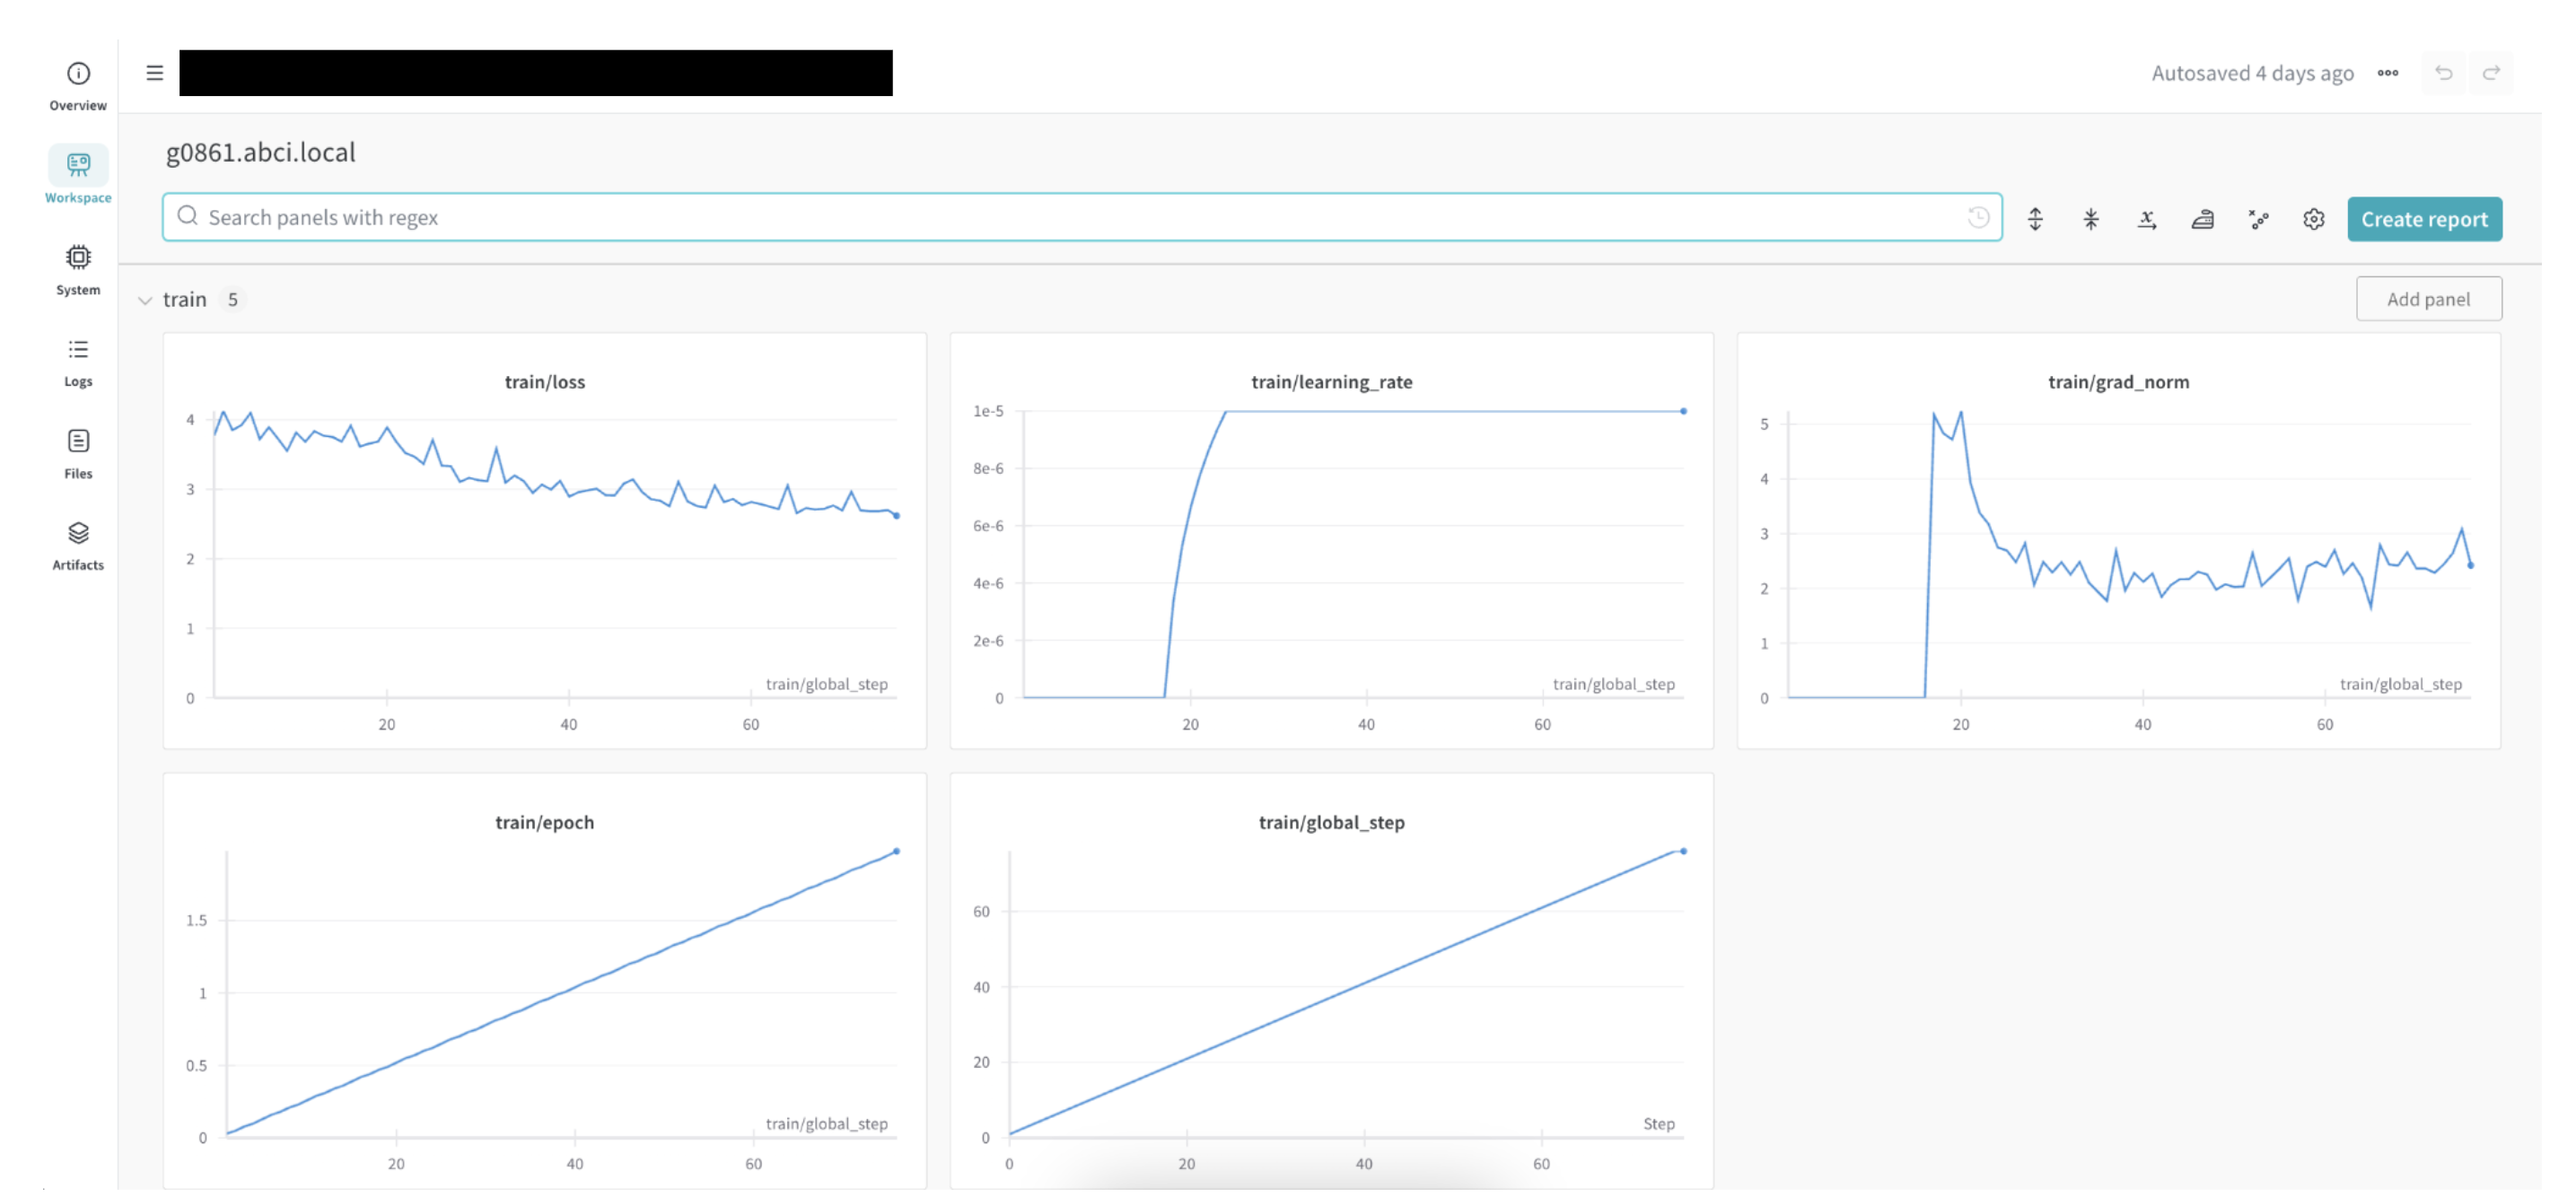 Overview
Workspace
System
Logs
Files
Artifacts
Autosaved 4 days ago
g0861.abci.local
Search panels with regex
Create report
train 5
Add panel
train/loss
4
3
2
1
0
20 40 60
train/global_step
train/learning_rate
1e-5
8e-6
6e-6
4e-6
2e-6
0
20 40 60
train/global_step
train/grad_norm
5
4
3
2
1
0
20 40 60
train/global_step
train/epoch
1.5
1
0.5
0
20 40 60
train/global_step
train/global_step
60
40
20
0
0 20 40 60
Step